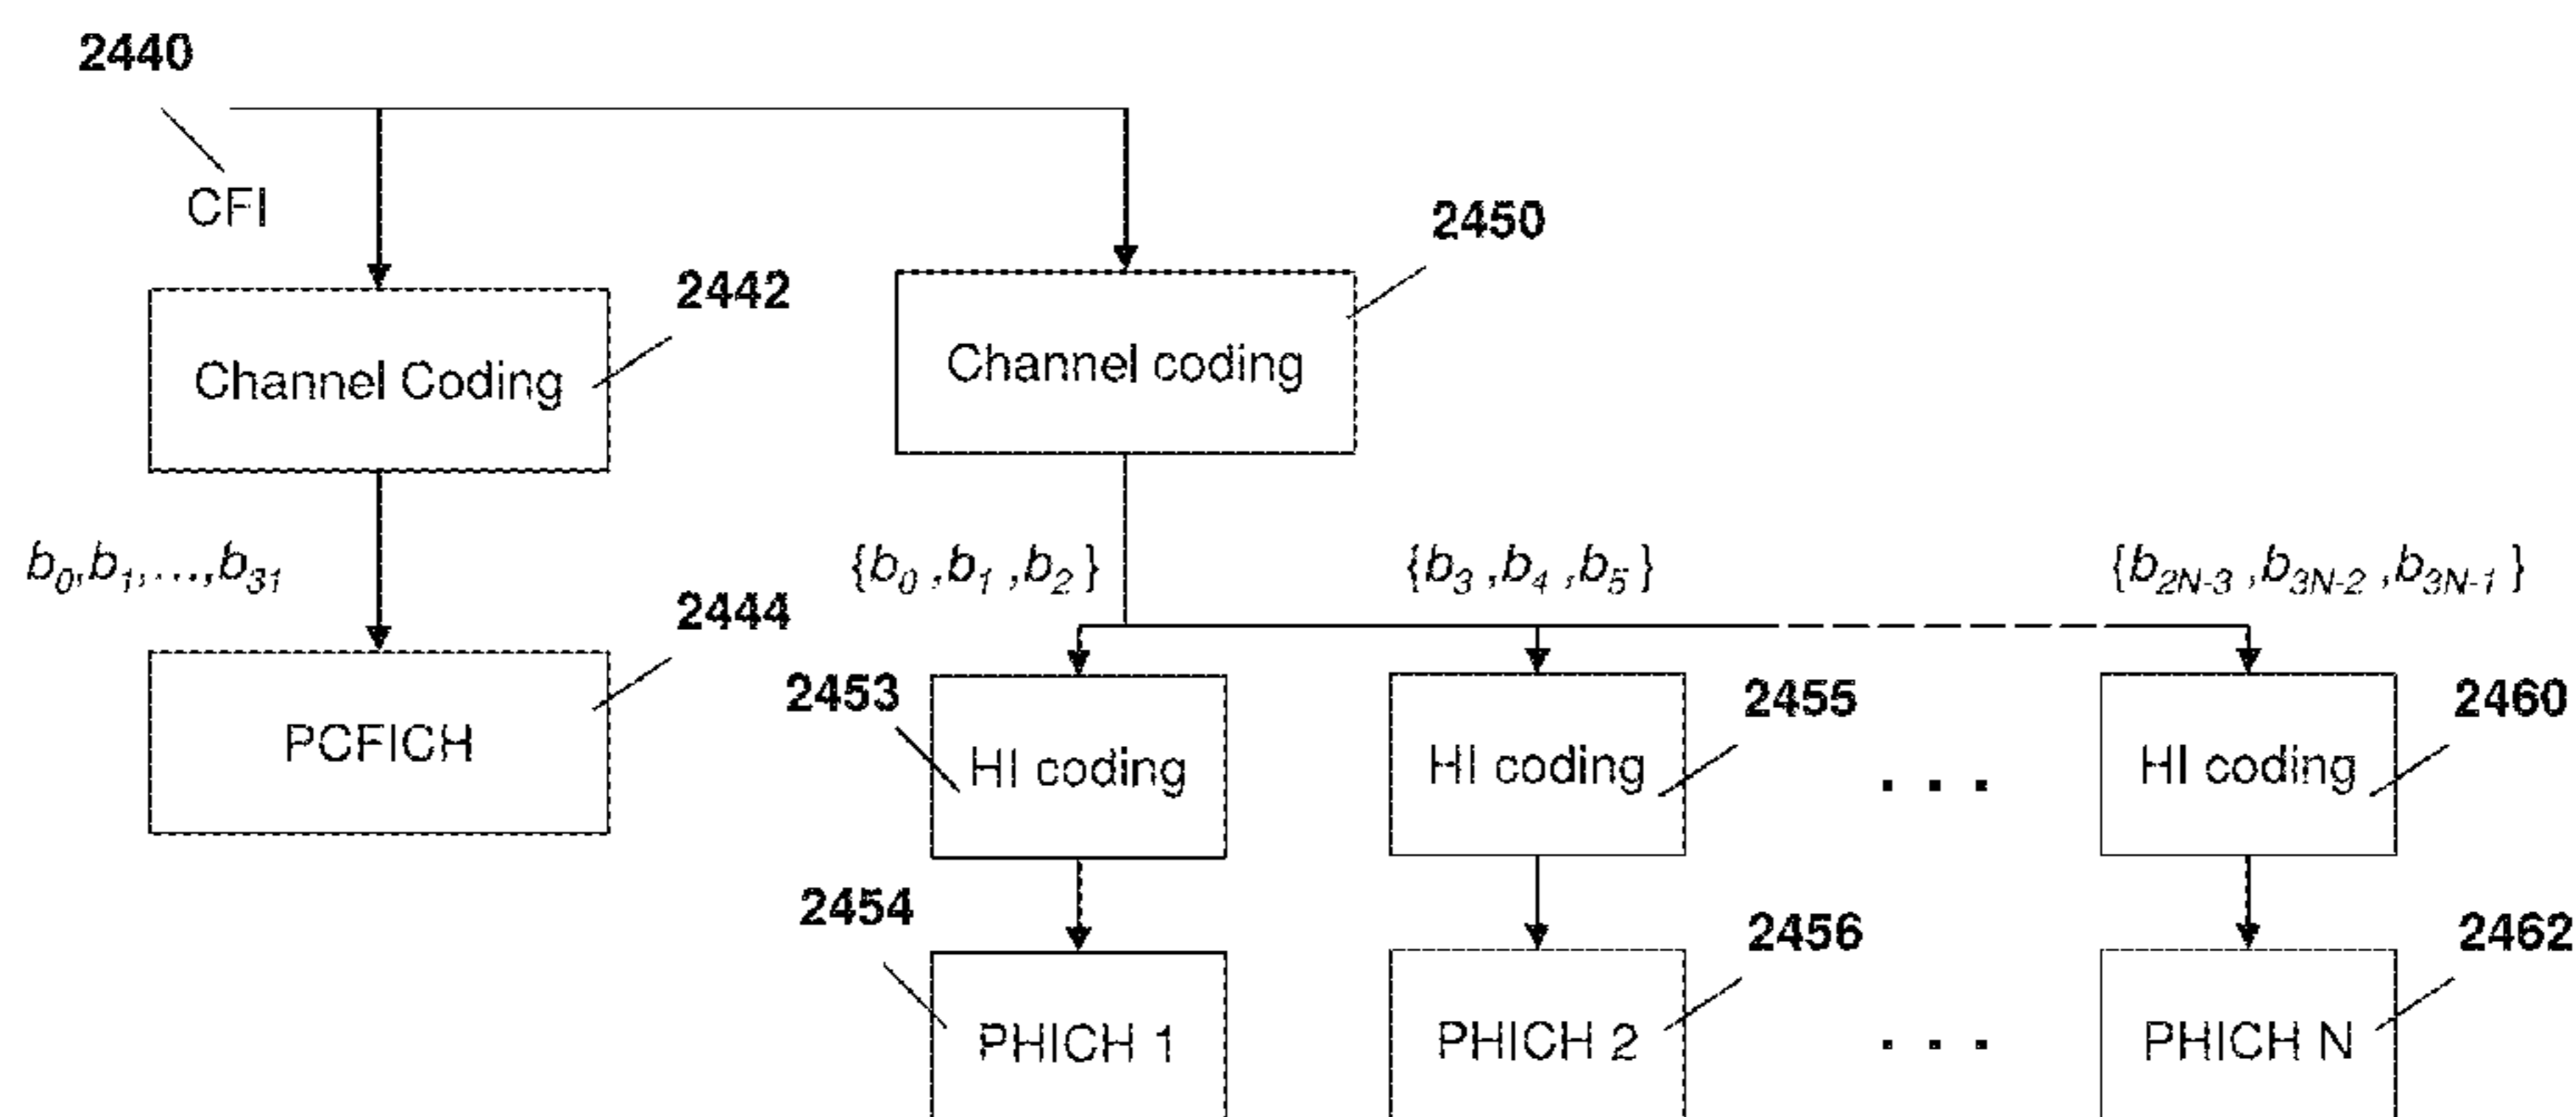 2440
CFI
2450
2442
Channel Coding
Channel coding
b0,b1,...,b31
{b0 ,b1 ,b2 }
{b3 ,b4 ,b5 }
{b2N-3 ,b3N-2 ,b3N-1 }
2444
PCFICH
2453
HI coding
2455
HI coding
2460
HI coding
. . .
2454
PHICH 1
2456
PHICH 2
2462
PHICH N
. . .